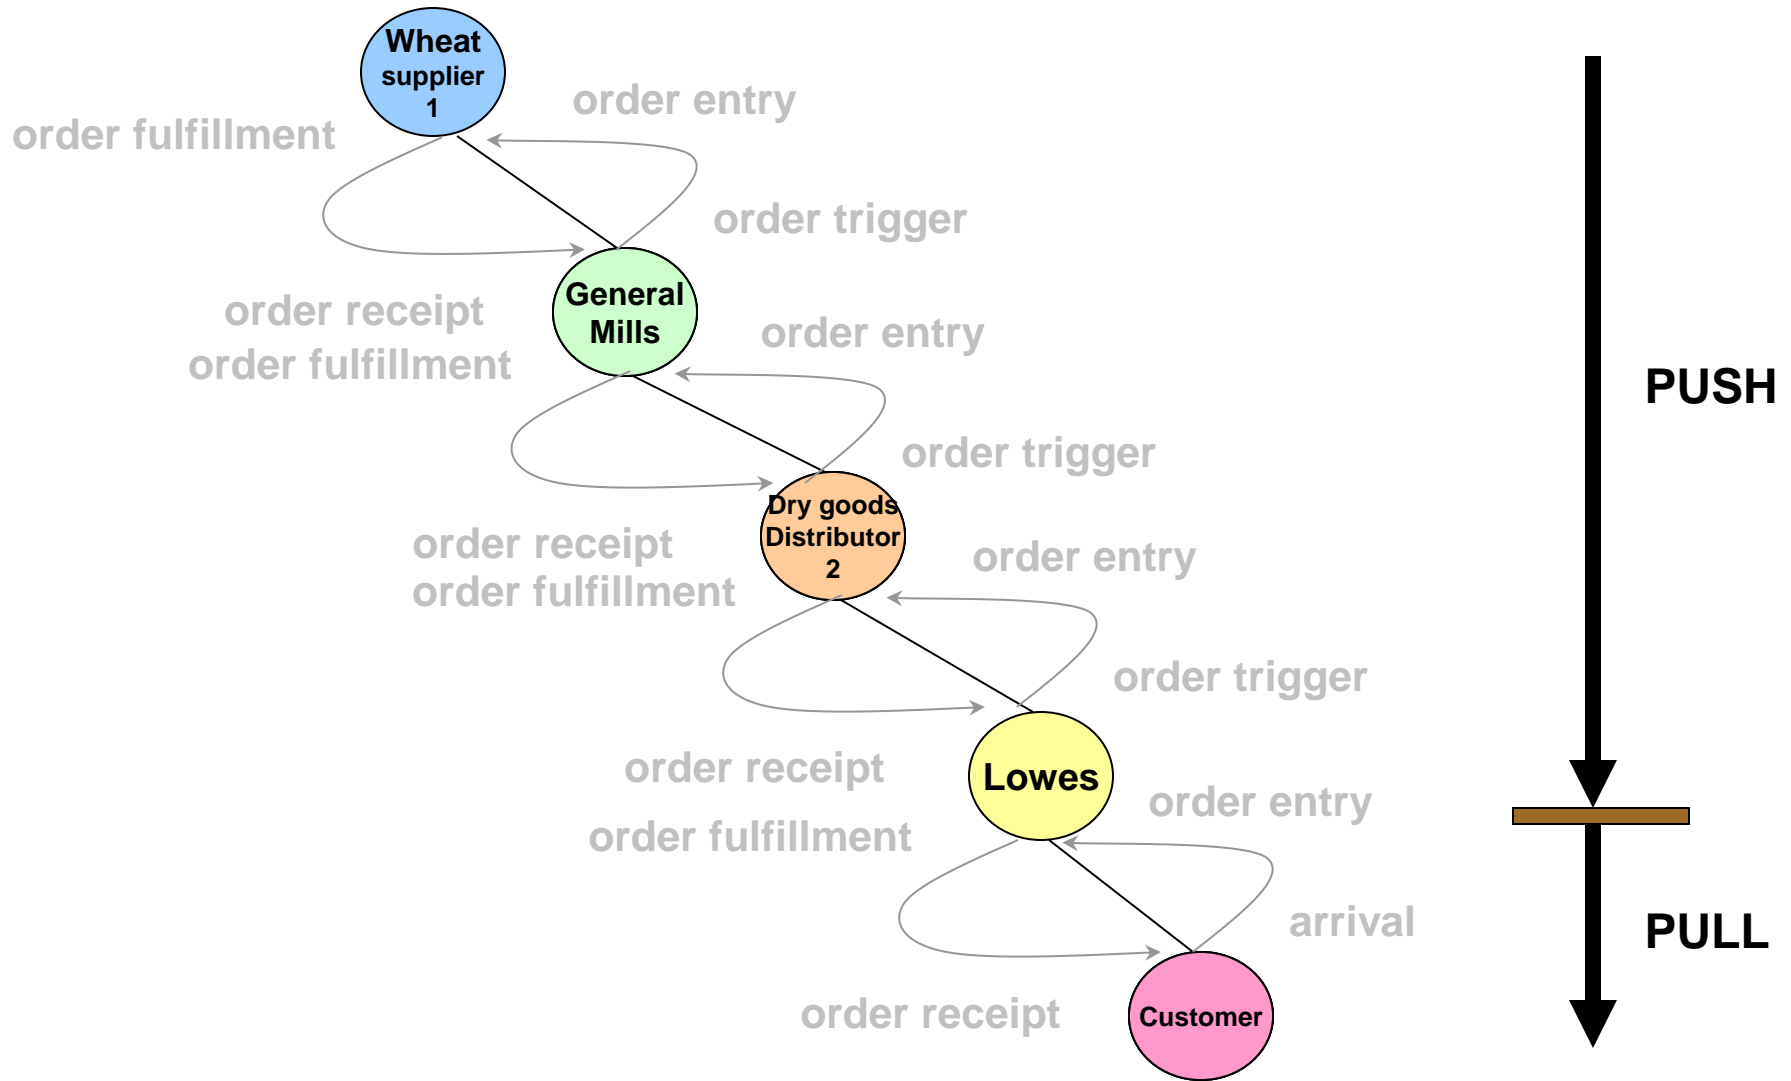 Wheat
supplier
1
order entry
order fulfillment
order trigger
General
Mills
order receipt
order entry
order fulfillment
PUSH
order trigger
Dry goods
Distributor
2
order receipt
order entry
order fulfillment
order trigger
order receipt
Lowes
order entry
order fulfillment
arrival
PULL
order receipt
Customer